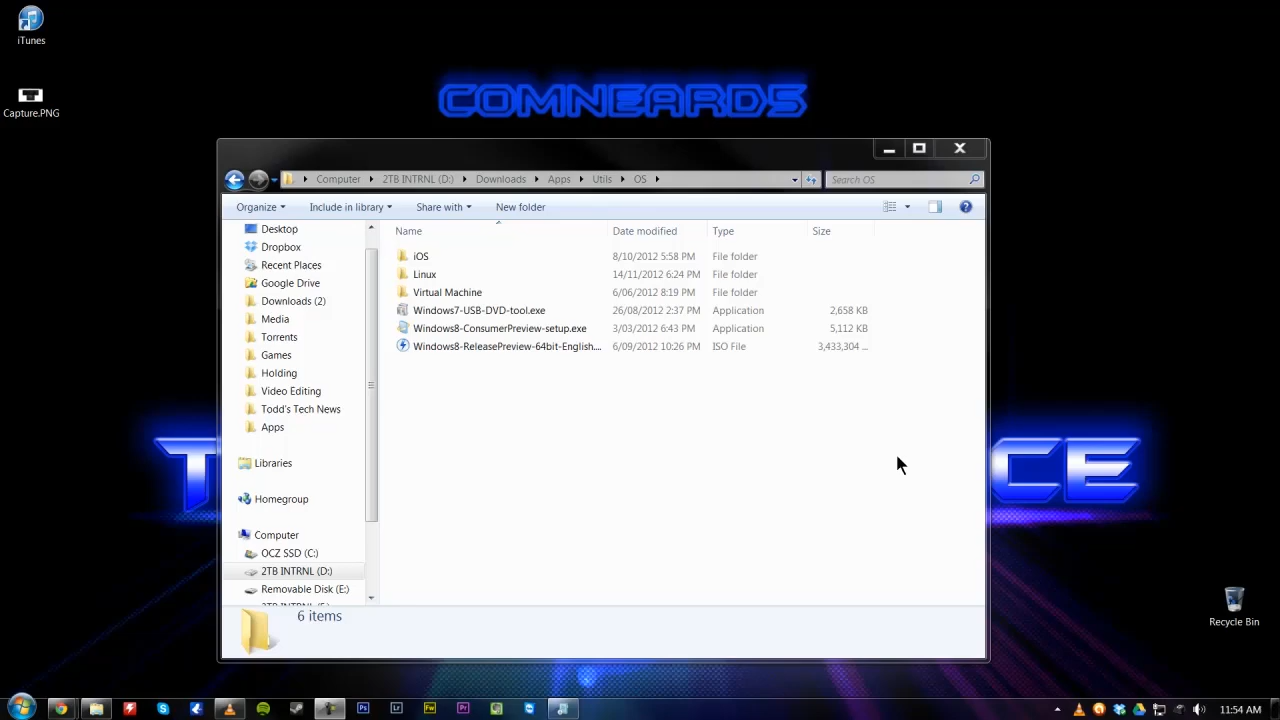 iTunes
Capture.PNG
COMNEARDS
Computer 2TB INTRNL (D:) Downloads Apps Utils OS
Search OS
Organize Include in library Share with New folder
Name Date modified Type Size
Desktop
Dropbox
Recent Places
Google Drive
Downloads (2)
Media
Torrents
Games
Holding
Video Editing
Todd's Tech News
Apps
Libraries
Homegroup
Computer
OCZ SSD (C:)
2TB INTRNL (D:)
Removable Disk (E:)
iOS 8/10/2012 5:58 PM File folder
Linux 14/11/2012 6:24 PM File folder
Virtual Machine 6/06/2012 8:19 PM File folder
Windows7-USB-DVD-tool.exe 26/08/2012 2:37 PM Application 2,658 KB
Windows8-ConsumerPreview-setup.exe 3/03/2012 6:43 PM Application 5,112 KB
Windows8-ReleasePreview-64bit-English.... 6/09/2012 10:26 PM ISO File 3,433,304 ...
6 items
T
CE
Recycle Bin
Ps Lr Fw Pr
11:54 AM